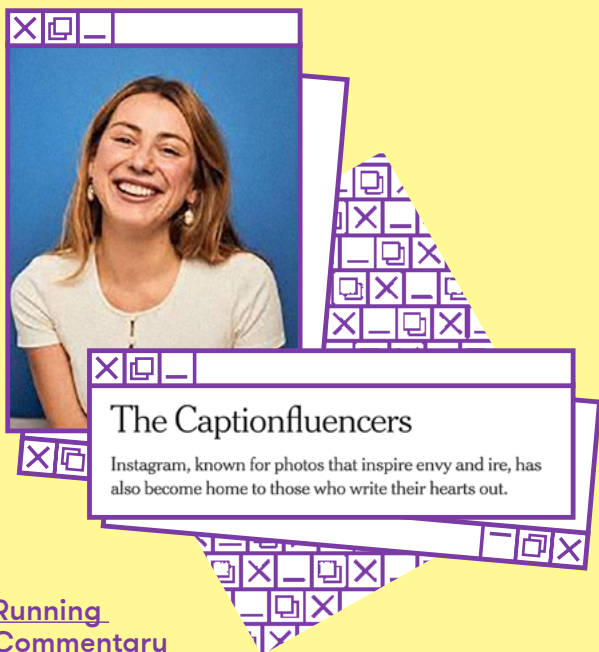 The Captionfluencers
Instagram, known for photos that inspire envy and ire, has
also become home to those who write their hearts out.
Running
Commentary